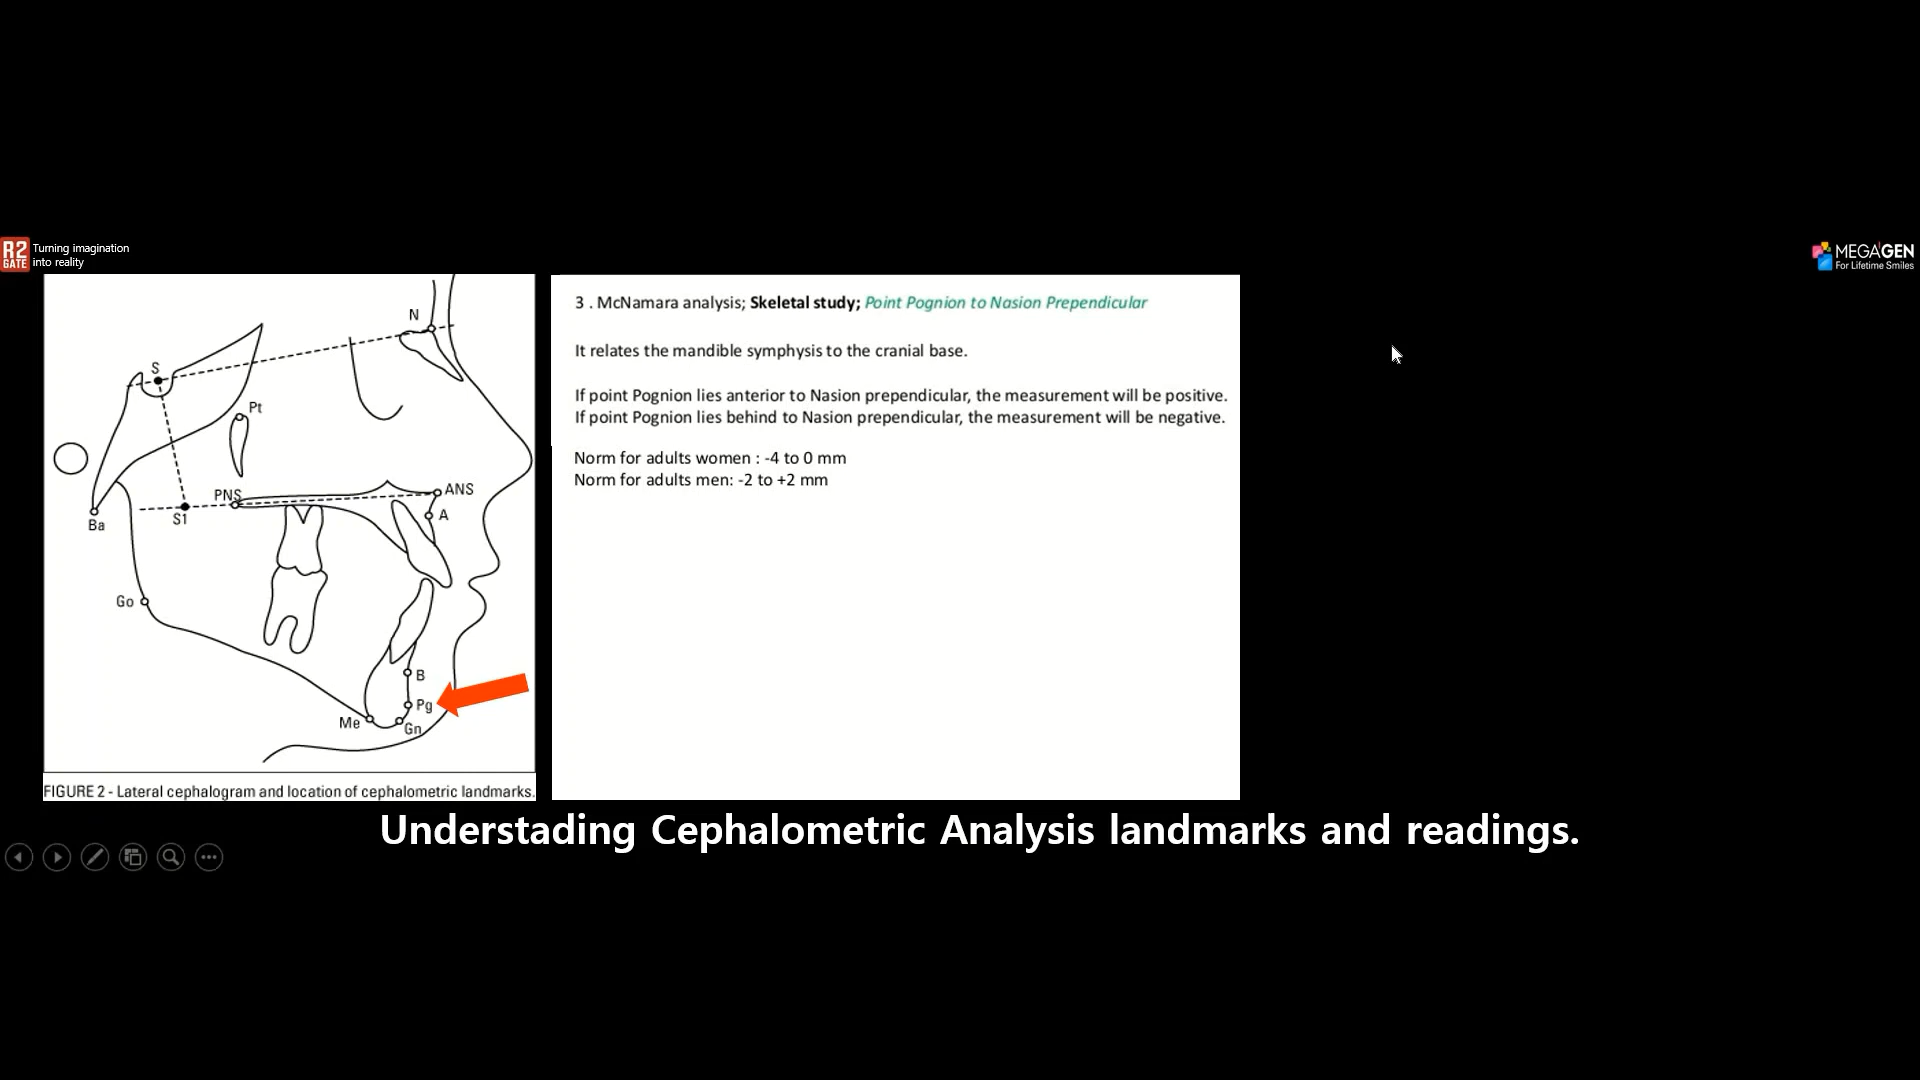 R2
GATE
Turning imagination
into reality
MEGAGEN
For Lifetime Smiles
N
S
Pt
PNS
ANS
S1
A
Ba
Go
B
Pg
Me
Gn
FIGURE 2 - Lateral cephalogram and location of cephalometric landmarks.
3 . McNamara analysis; Skeletal study; Point Pognion to Nasion Prependicular
It relates the mandible symphysis to the cranial base.
If point Pognion lies anterior to Nasion prependicular, the measurement will be positive.
If point Pognion lies behind to Nasion prependicular, the measurement will be negative.
Norm for adults women : -4 to 0 mm
Norm for adults men: -2 to +2 mm
Understading Cephalometric Analysis landmarks and readings.